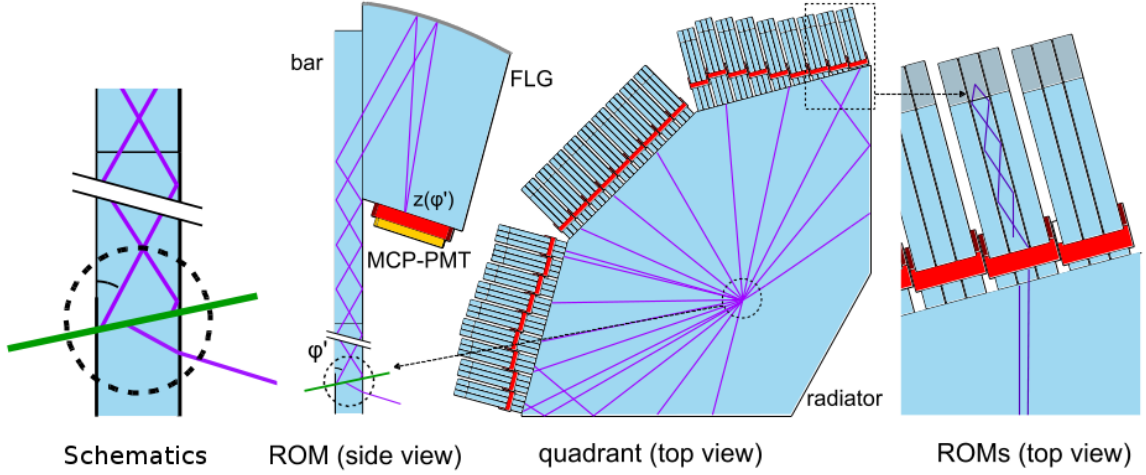 bar
FLG
z(φ')
MCP-PMT
φ'
radiator
Schematics
ROM (side view)
quadrant (top view)
ROMs (top view)